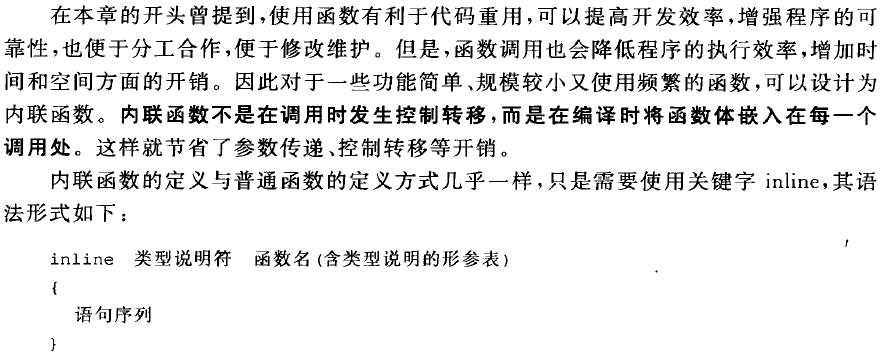 在本章的开头曾提到,使用函数有利于代码重用,可以提高开发效率,增强程序的可
靠性,也便于分工合作,便于修改维护。但是,函数调用也会降低程序的执行效率,增加时
间和空间方面的开销。因此对于一些功能简单、规模较小又使用频繁的函数,可以设计为
内联函数。内联函数不是在调用时发生控制转移,而是在编译时将函数体嵌入在每一个
调用处。这样就节省了参数传递、控制转移等开销。
内联函数的定义与普通函数的定义方式几乎一样,只是需要使用关键字 inline,其语
法形式如下:
inline 类型说明符 函数名(含类型说明的形参表)
{
语句序列
}